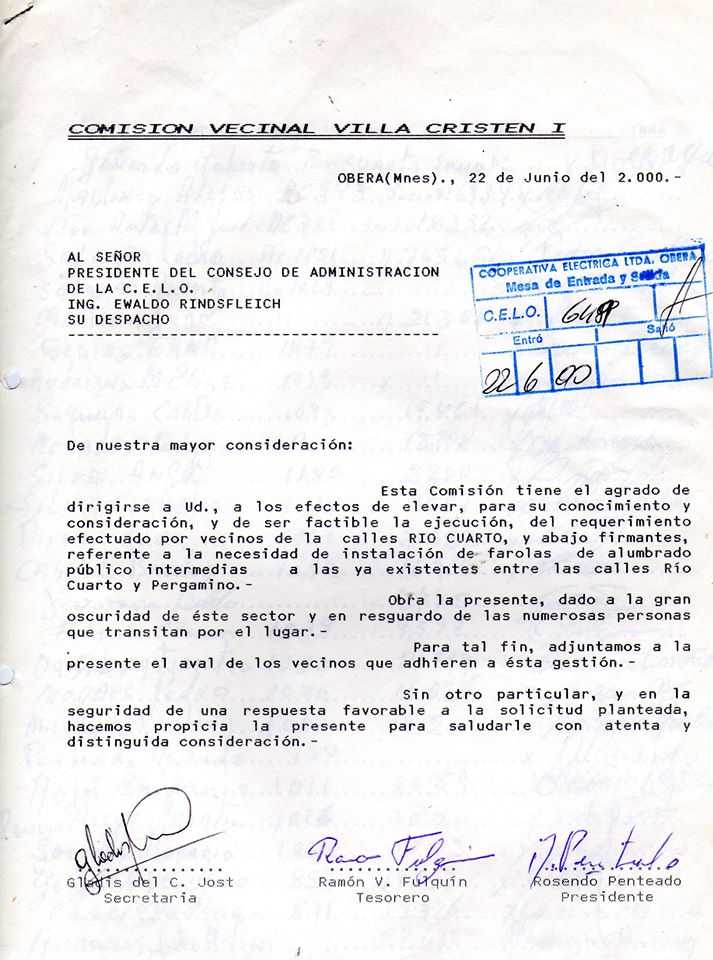 COMISION VECINAL VILLA CRISTEN I
OBERA(Mnes)., 22 de Junio del 2.000.-
AL SEÑOR
PRESIDENTE DEL CONSEJO DE ADMINISTRACION
DE LA C.E.L.O.
ING. EWALDO RINDSFLEICH
SU DESPACHO
COOPERATIVA ELECTRICA LTDA. OBERA
Mesa de Entrada y Salida
C.E.L.O.
Entró Salió
22 6 00
De nuestra mayor consideración:
Esta Comisión tiene el agrado de
dirigirse a Ud., a los efectos de elevar, para su conocimiento y
consideración, y de ser factible la ejecución, del requerimiento
efectuado por vecinos de la calles RIO CUARTO, y abajo firmantes,
referente a la necesidad de instalación de farolas de alumbrado
público intermedias a las ya existentes entre las calles Río
Cuarto y Pergamino.-
Obra la presente, dado a la gran
oscuridad de éste sector y en resguardo de las numerosas personas
que transitan por el lugar.-
Para tal fin, adjuntamos a la
presente el aval de los vecinos que adhieren a ésta gestión.-
Sin otro particular, y en la
seguridad de una respuesta favorable a la solicitud planteada,
hacemos propicia la presente para saludarle con atenta y
distinguida consideración.-
Gladis del C. Jost Ramón V. Fulquín Rosendo Penteado
Secretaria Tesorero Presidente